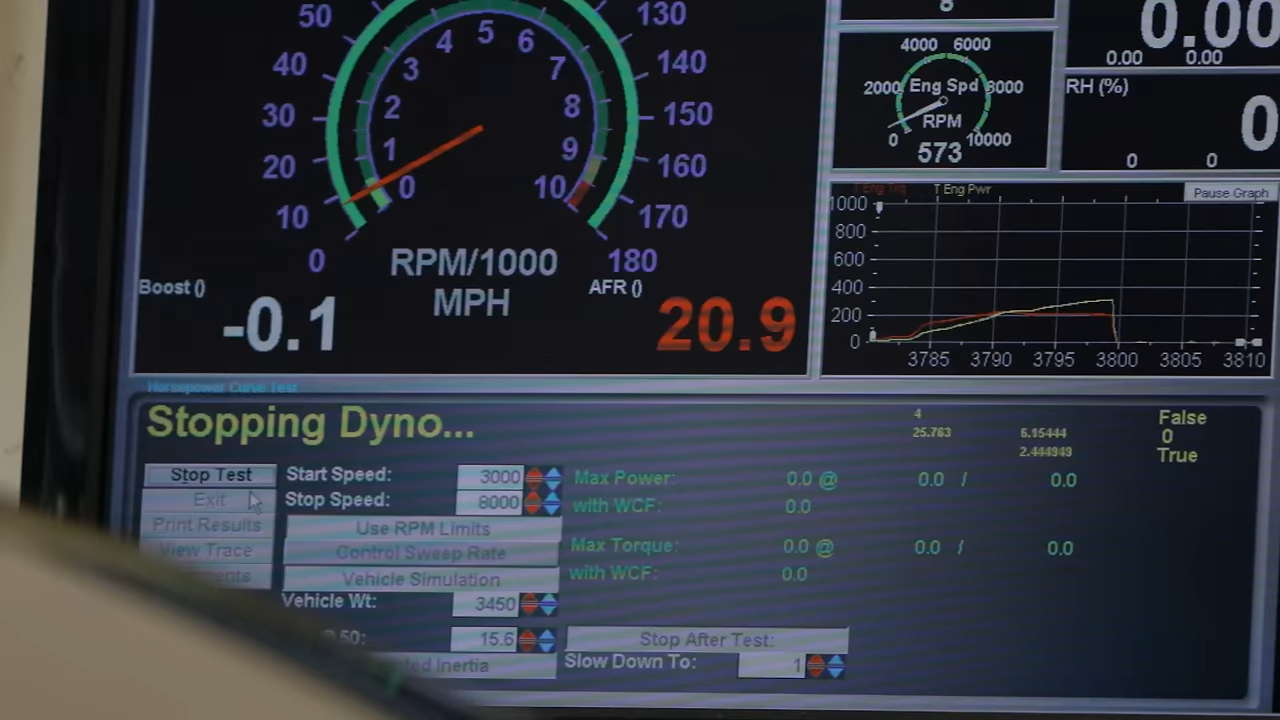 50
40
30
20
10
0
130
140
150
160
170
180
0
1
2
3
4
5
6
7
8
9
10
RPM/1000
MPH
Boost ()
-0.1
AFR ()
20.9
8
4000 6000
2000 Eng Spd 8000
RPM
0 573 10000
0.00
0.00 0.00
RH (%)
0
0 0
T Eng Trq T Eng Pwr
Pause Graph
1000
800
600
400
200
0
3785 3790 3795 3800 3805 3810
Horsepower Curve Test
Stopping Dyno...
4
25.763 6.15444
2.444949
False
0
True
Stop Test
Exit
Print Results
View Trace
Start Speed: 3000
Stop Speed: 8000
Use RPM Limits
Control Sweep Rate
Vehicle Simulation
Vehicle Wt: 3450
50: 15.6
Inertia
Max Power: 0.0 @ 0.0 / 0.0
with WCF: 0.0
Max Torque: 0.0 @ 0.0 / 0.0
with WCF: 0.0
Stop After Test:
Slow Down To: 1